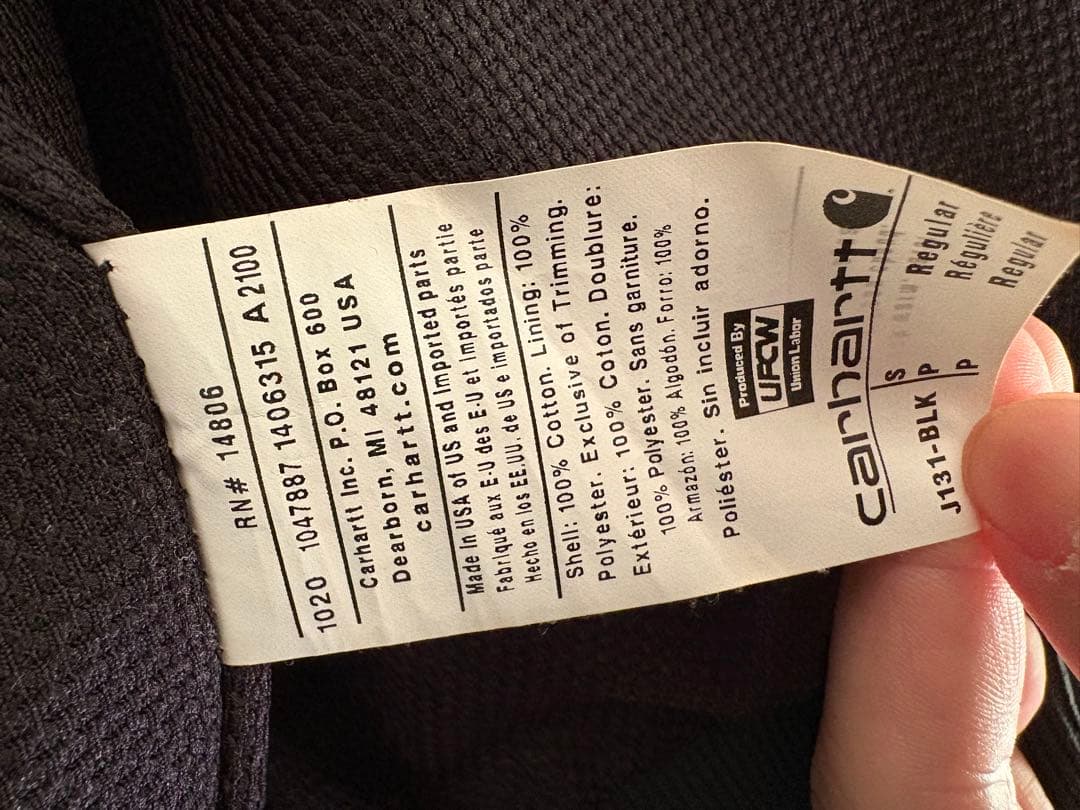 RN# 14806
1020 1047887 1406315 A2100
Carhartt Inc. P.O. Box 600
Dearborn, MI 48121 USA
carhartt.com
Made in USA of US and Imported parts
Fabriqué aux E-U des E-U et Importés partie
Hecho en los EE.UU. de US e importados parte
Shell: 100% Cotton. Lining: 100%
Polyester. Exclusive of Trimming.
Extérieur: 100% Coton. Doublure:
100% Polyester. Sans garniture.
Armazón: 100% Algodón. Forro: 100%
Poliéster. Sin incluir adorno.
Produced By
UFCW
Union Labor
carhartt
J131-BLK
S Regular
P Régulière
P Regular